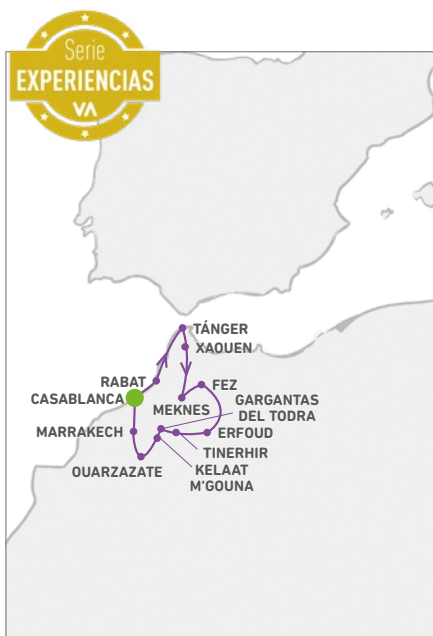 Serie
EXPERIENCIAS
VA
TÁNGER
XAOUEN
RABAT
CASABLANCA
FEZ
MEKNES
GARGANTAS
DEL TODRA
MARRAKECH
ERFOUD
TINERHIR
OUARZAZATE
KELAAT
M'GOUNA